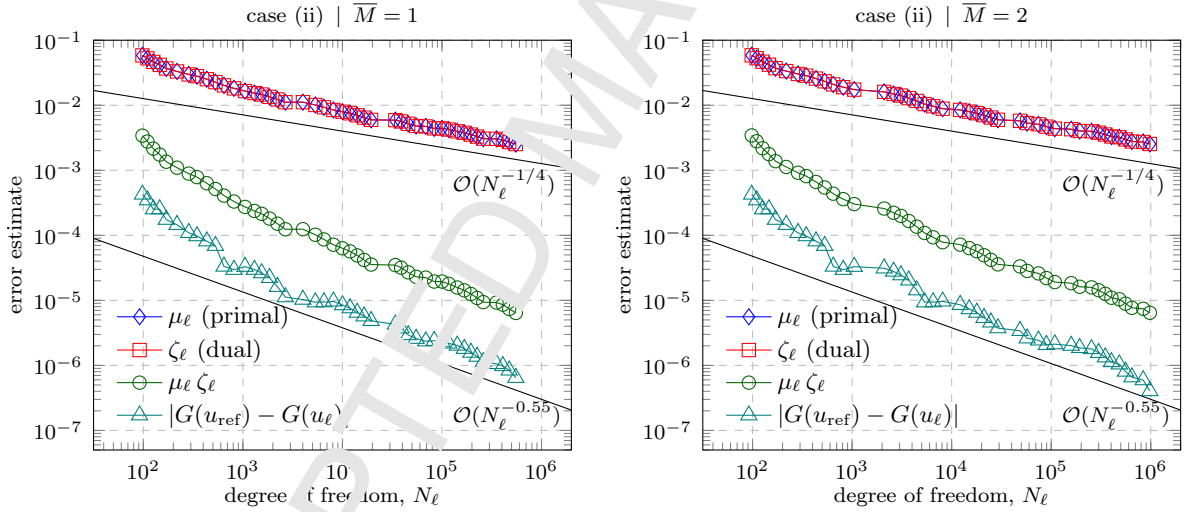 case (ii) | M̅ = 1
10⁻¹
10⁻²
10⁻³
10⁻⁴
10⁻⁵
10⁻⁶
10⁻⁷
error estimate
O(N_ℓ^{-1/4})
μ_ℓ (primal)
ζ_ℓ (dual)
μ_ℓ ζ_ℓ
|G(u_ref) − G(u_ℓ)
O(N_ℓ^{-0.55})
10² 10³ 10 10⁵ 10⁶
degree of freedom, N_ℓ
case (ii) | M̅ = 2
10⁻¹
10⁻²
10⁻³
10⁻⁴
10⁻⁵
10⁻⁶
10⁻⁷
error estimate
O(N_ℓ^{-1/4})
μ_ℓ (primal)
ζ_ℓ (dual)
μ_ℓ ζ_ℓ
|G(u_ref) − G(u_ℓ)|
O(N_ℓ^{-0.55})
10² 10³ 10⁴ 10⁵ 10⁶
degree of freedom, N_ℓ
PTED MA